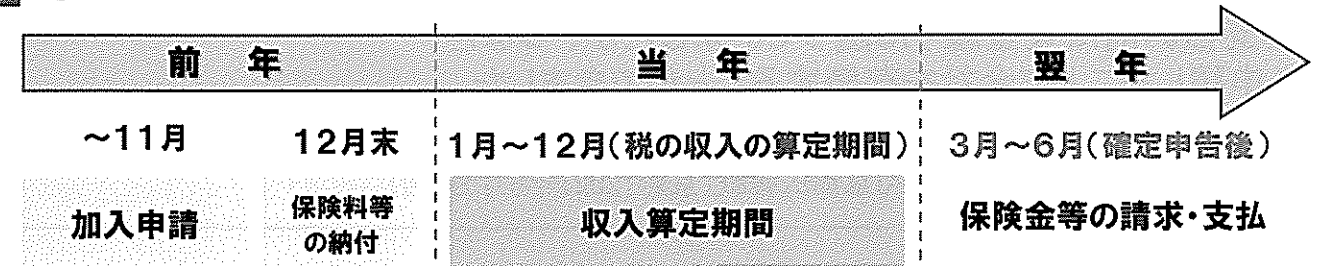 前 年
当 年
翌 年
～11月
12月末
1月～12月(税の収入の算定期間)
3月～6月(確定申告後)
加入申請
保険料等
の納付
収入算定期間
保険金等の請求・支払